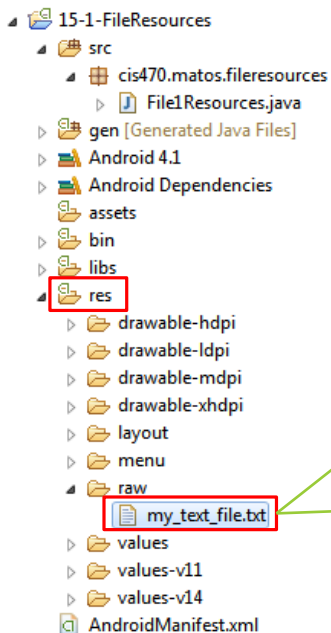 15-1-FileResources
src
cis470.matos.fileresources
File1Resources.java
gen [Generated Java Files]
Android 4.1
Android Dependencies
assets
bin
libs
res
drawable-hdpi
drawable-ldpi
drawable-mdpi
drawable-xhdpi
layout
menu
raw
my_text_file.txt
values
values-v11
values-v14
AndroidManifest.xml